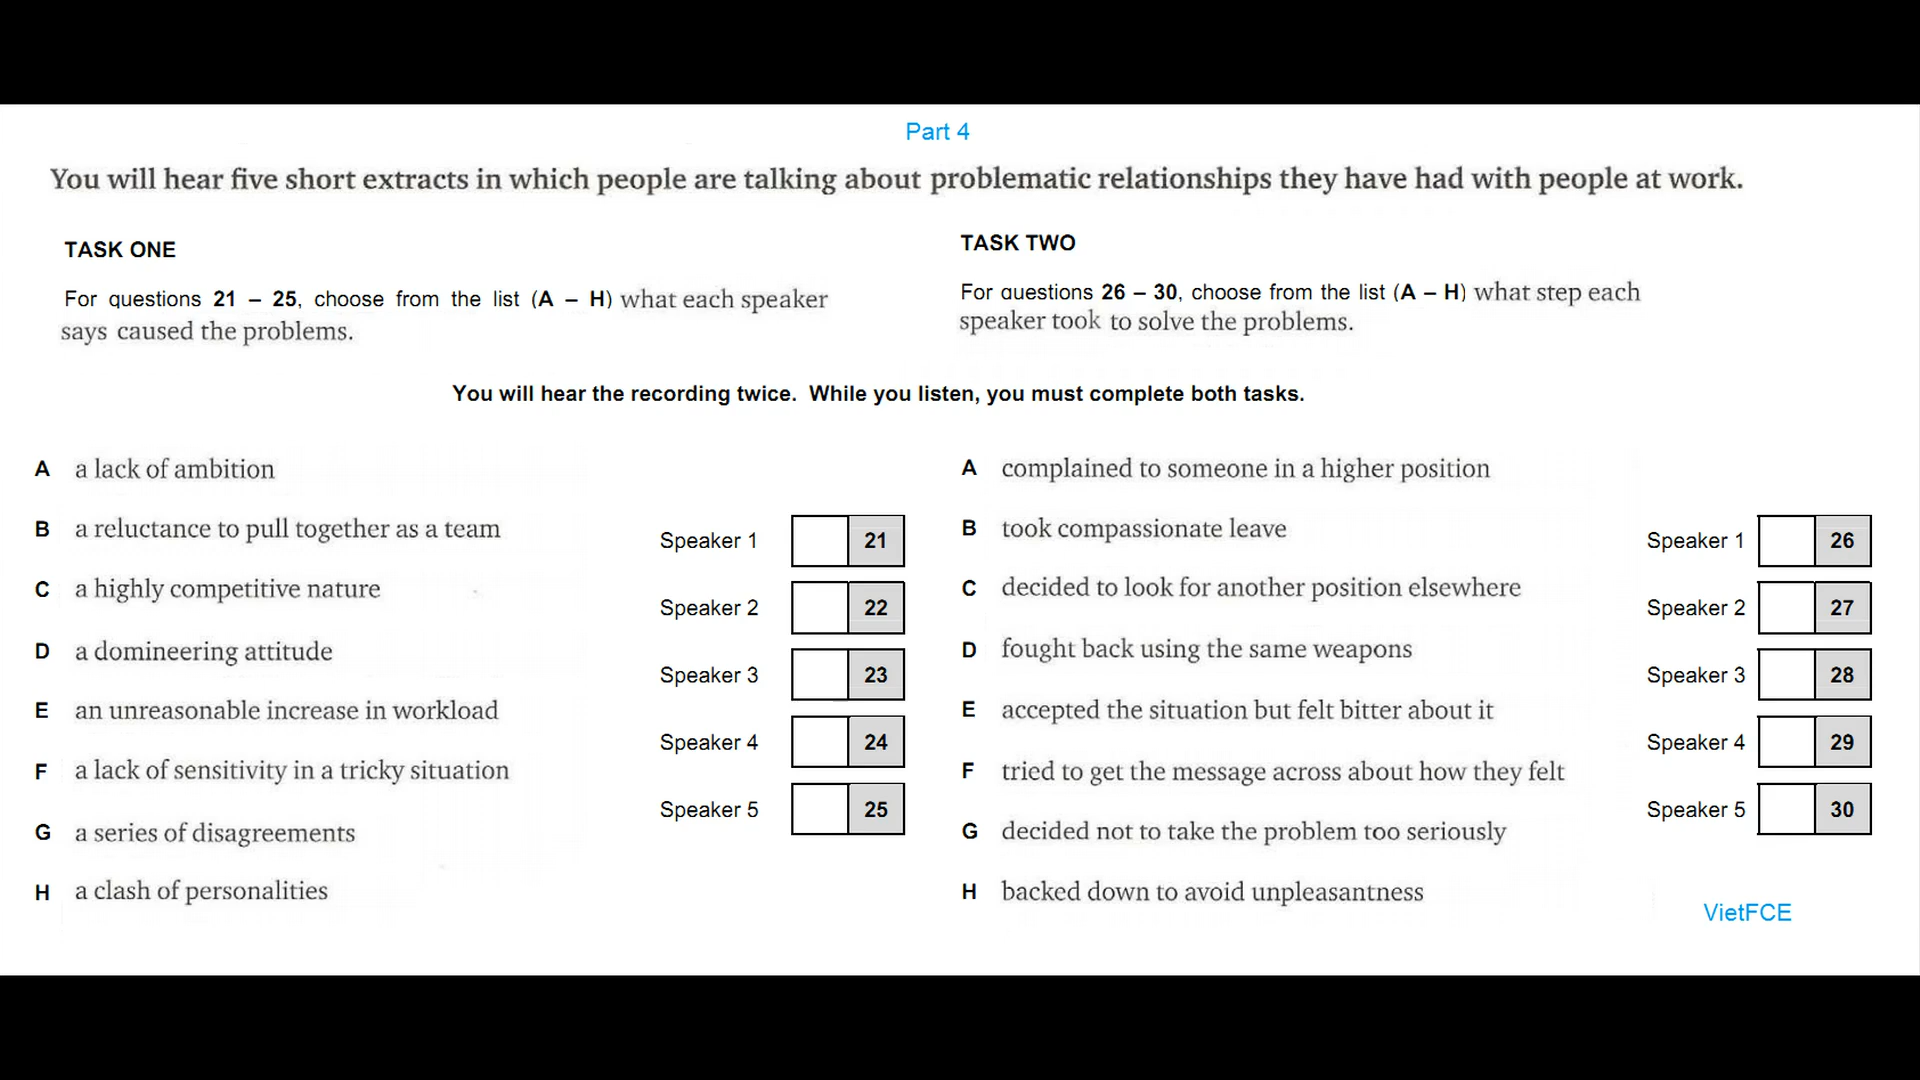 Part 4
You will hear five short extracts in which people are talking about problematic relationships they have had with people at work.
TASK ONE
For questions 21 – 25, choose from the list (A – H) what each speaker
says caused the problems.
TASK TWO
For questions 26 – 30, choose from the list (A – H) what step each
speaker took to solve the problems.
You will hear the recording twice. While you listen, you must complete both tasks.
A a lack of ambition
B a reluctance to pull together as a team
C a highly competitive nature
D a domineering attitude
E an unreasonable increase in workload
F a lack of sensitivity in a tricky situation
G a series of disagreements
H a clash of personalities
Speaker 1 21
Speaker 2 22
Speaker 3 23
Speaker 4 24
Speaker 5 25
A complained to someone in a higher position
B took compassionate leave
C decided to look for another position elsewhere
D fought back using the same weapons
E accepted the situation but felt bitter about it
F tried to get the message across about how they felt
G decided not to take the problem too seriously
H backed down to avoid unpleasantness
Speaker 1 26
Speaker 2 27
Speaker 3 28
Speaker 4 29
Speaker 5 30
VietFCE